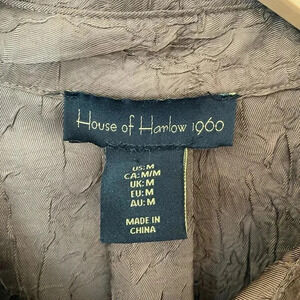 House of Harlow 1960
US: M
CA: M/M
UK: M
EU: M
AU: M
MADE IN
CHINA